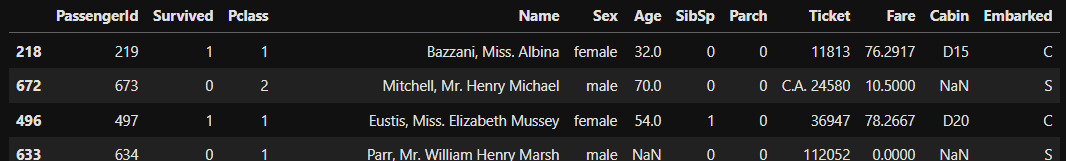 PassengerId Survived Pclass Name Sex Age SibSp Parch Ticket Fare Cabin Embarked
218 219 1 1 Bazzani, Miss. Albina female 32.0 0 0 11813 76.2917 D15 C
672 673 0 2 Mitchell, Mr. Henry Michael male 70.0 0 0 C.A. 24580 10.5000 NaN S
496 497 1 1 Eustis, Miss. Elizabeth Mussey female 54.0 1 0 36947 78.2667 D20 C
633 634 0 1 Parr, Mr. William Henry Marsh male NaN 0 0 112052 0.0000 NaN S